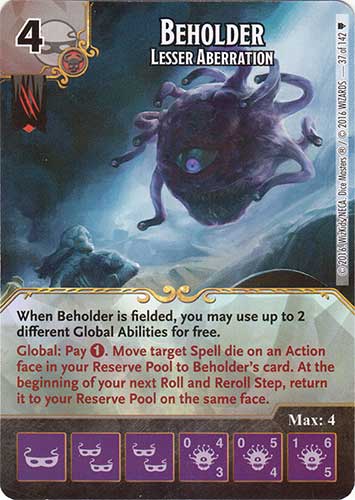 4
BEHOLDER
LESSER ABERRATION
37 of 142
© 2016 WizKids/NECA. Dice Masters ® / © 2016 WIZARDS
When Beholder is fielded, you may use up to 2
different Global Abilities for free.
Global: Pay 1. Move target Spell die on an Action
face in your Reserve Pool to Beholder's card. At the
beginning of your next Roll and Reroll Step, return
it to your Reserve Pool on the same face.
Max: 4
0 4
3
0 5
4
1 6
5